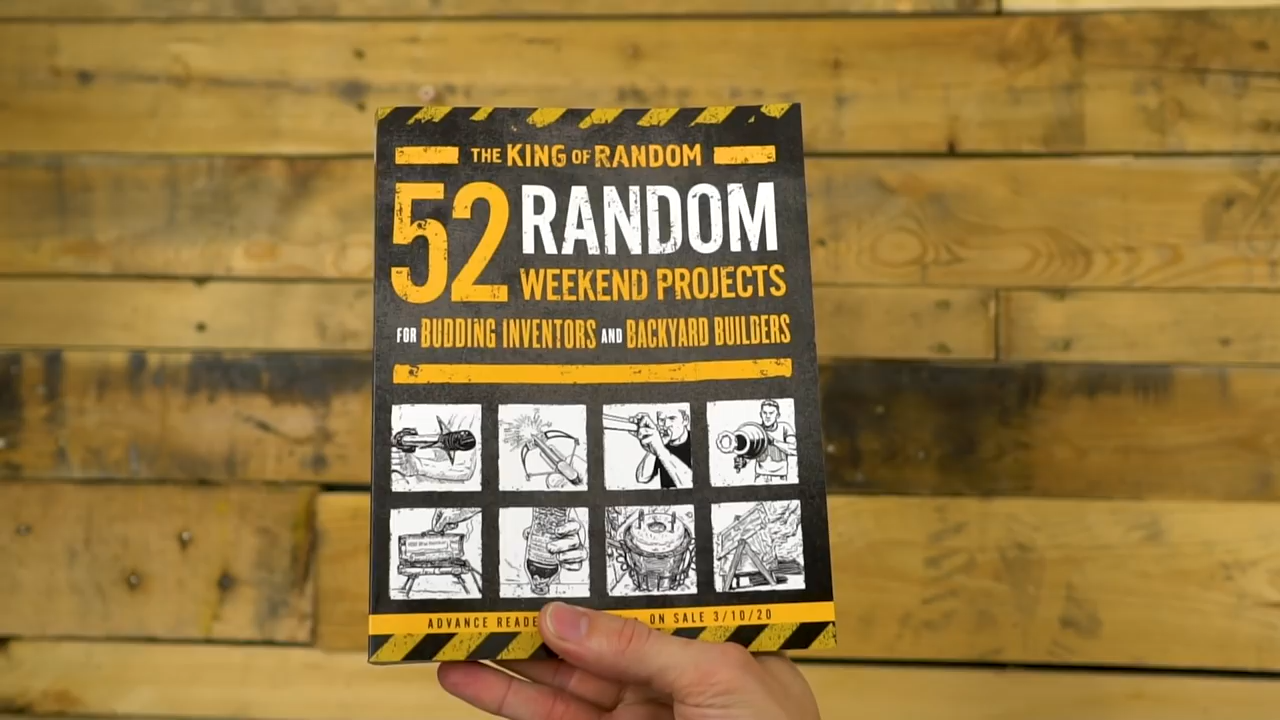 THE KING OF RANDOM
52 RANDOM
WEEKEND PROJECTS
FOR BUDDING INVENTORS AND BACKYARD BUILDERS
ADVANCE ON SALE 3/10/20